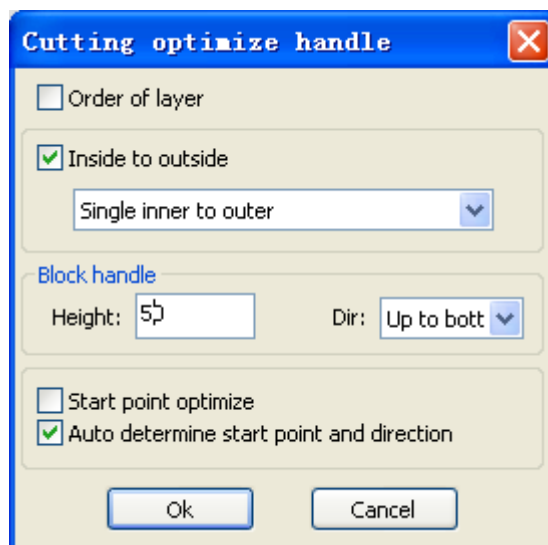 Cutting optimize handle
Order of layer
Inside to outside
Single inner to outer
Block handle
Height:
Dir: Up to bott
Start point optimize
Auto determine start point and direction
Ok Cancel